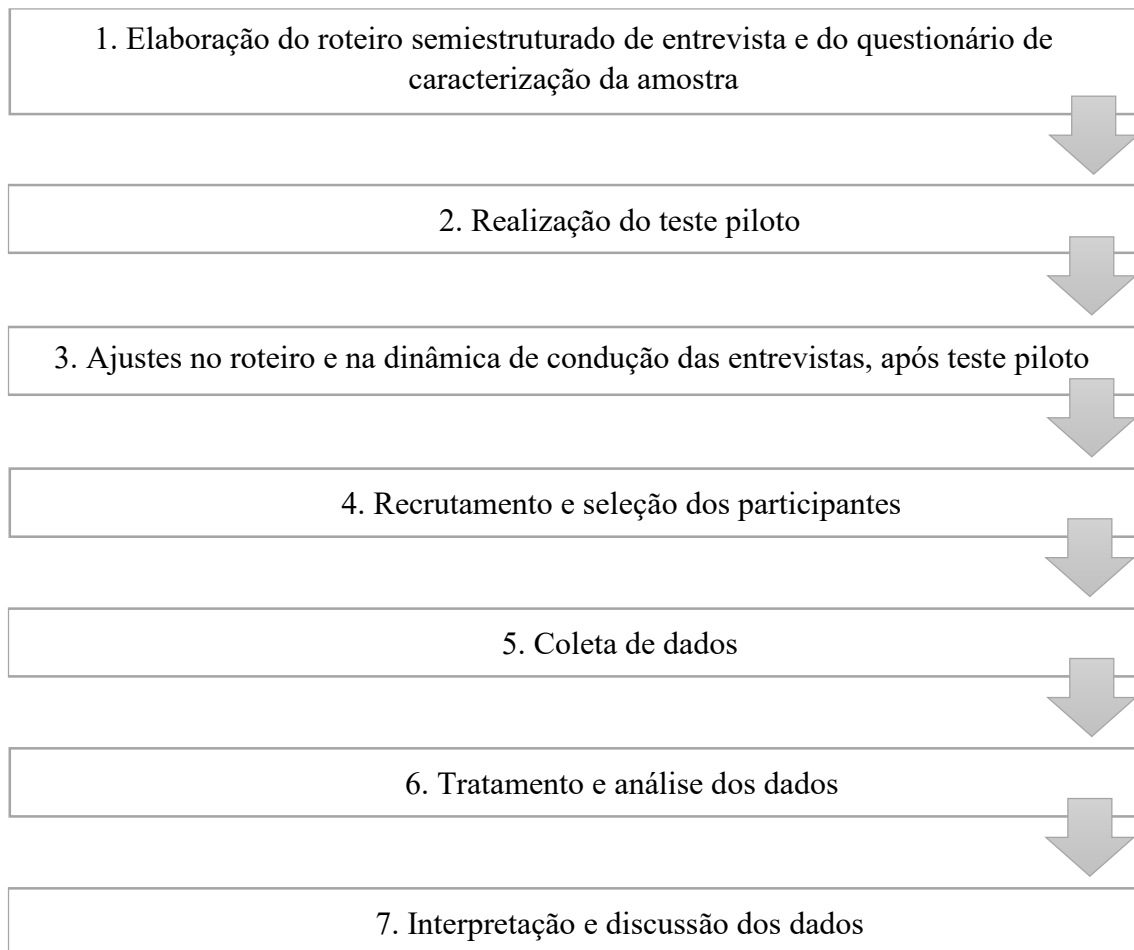 1. Elaboração do roteiro semiestruturado de entrevista e do questionário de
caracterização da amostra
2. Realização do teste piloto
3. Ajustes no roteiro e na dinâmica de condução das entrevistas, após teste piloto
4. Recrutamento e seleção dos participantes
5. Coleta de dados
6. Tratamento e análise dos dados
7. Interpretação e discussão dos dados